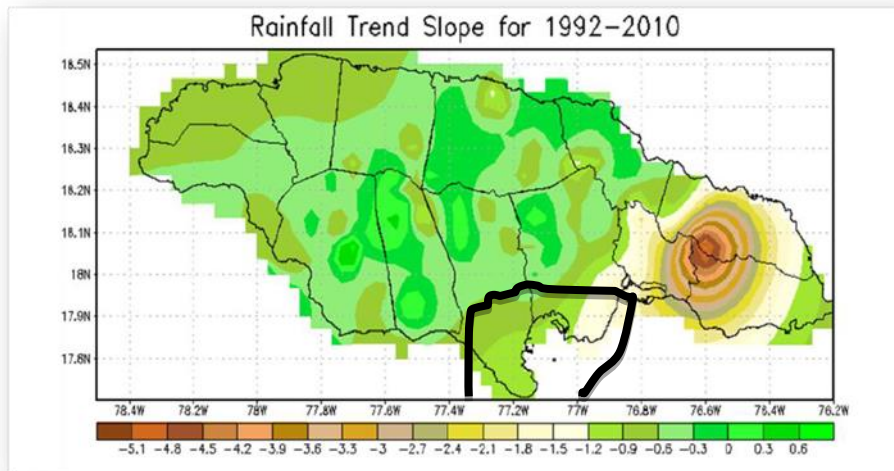 Rainfall Trend Slope for 1992-2010
18.5N
18.4N
18.3N
18.2N
18.1N
18N
17.9N
17.8N
78.4W 78.2W 78W 77.8W 77.6W 77.4W 77.2W 77W 76.8W 76.6W 76.4W 76.2W
-5.1 -4.8 -4.5 -4.2 -3.9 -3.6 -3.3 -3 -2.7 -2.4 -2.1 -1.8 -1.5 -1.2 -0.9 -0.6 -0.3 0 0.3 0.6